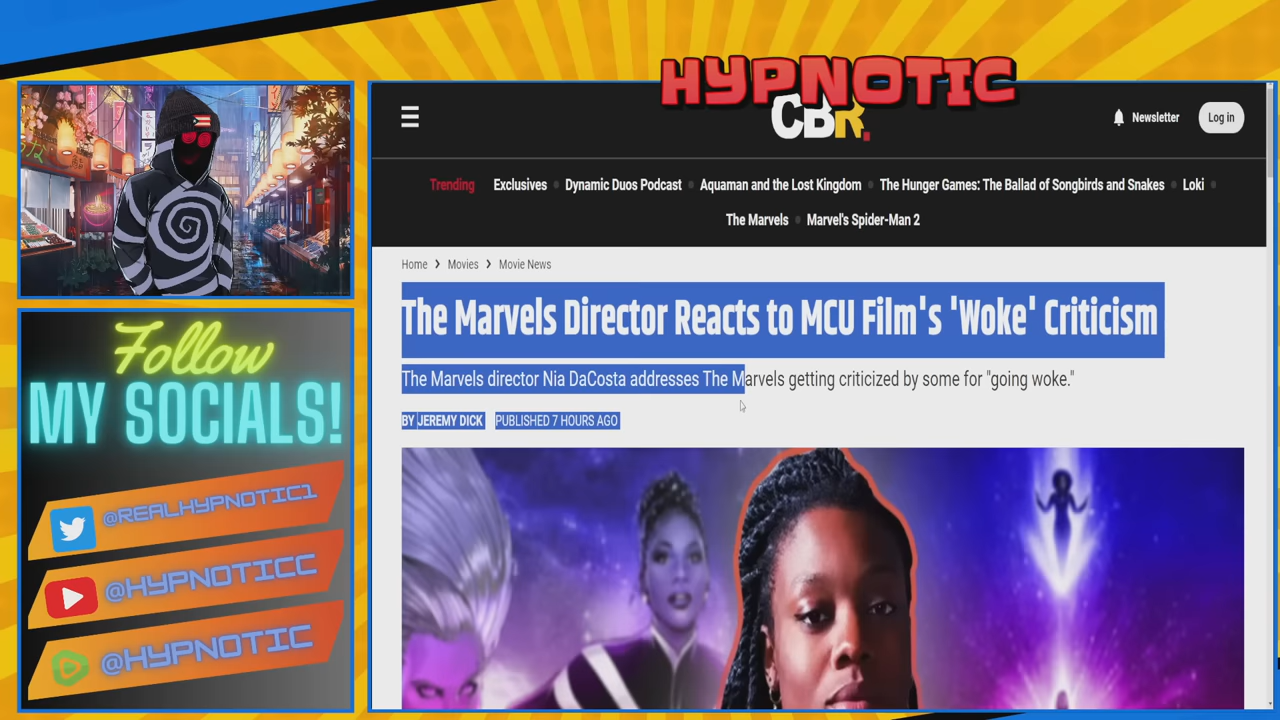 HYPNOTIC
CBR.
Newsletter
Log in
Trending Exclusives Dynamic Duos Podcast Aquaman and the Lost Kingdom The Hunger Games: The Ballad of Songbirds and Snakes Loki
The Marvels Marvel's Spider-Man 2
Home > Movies > Movie News
The Marvels Director Reacts to MCU Film's 'Woke' Criticism
The Marvels director Nia DaCosta addresses The Marvels getting criticized by some for "going woke."
BY JEREMY DICK PUBLISHED 7 HOURS AGO
Follow
MY SOCIALS!
@REALHYPNOTIC1
@HYPNOTICC
@HYPNOTIC